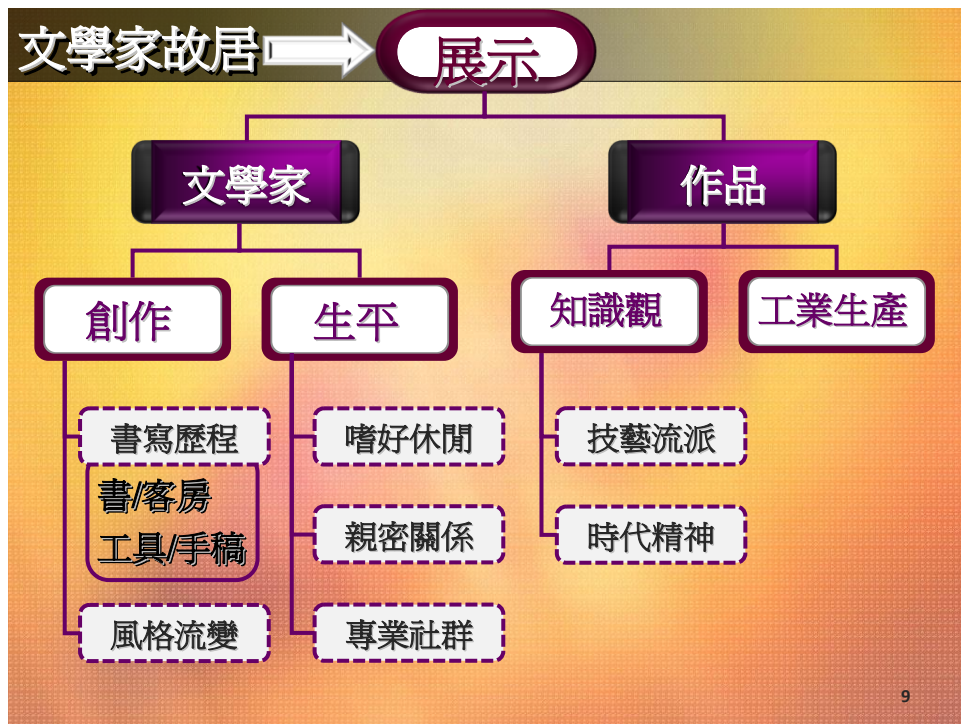 文學家故居
展示
文學家
作品
創作
生平
知識觀
工業生產
書寫歷程
嗜好休閒
技藝流派
書/客房
工具/手稿
親密關係
時代精神
風格流變
專業社群
9